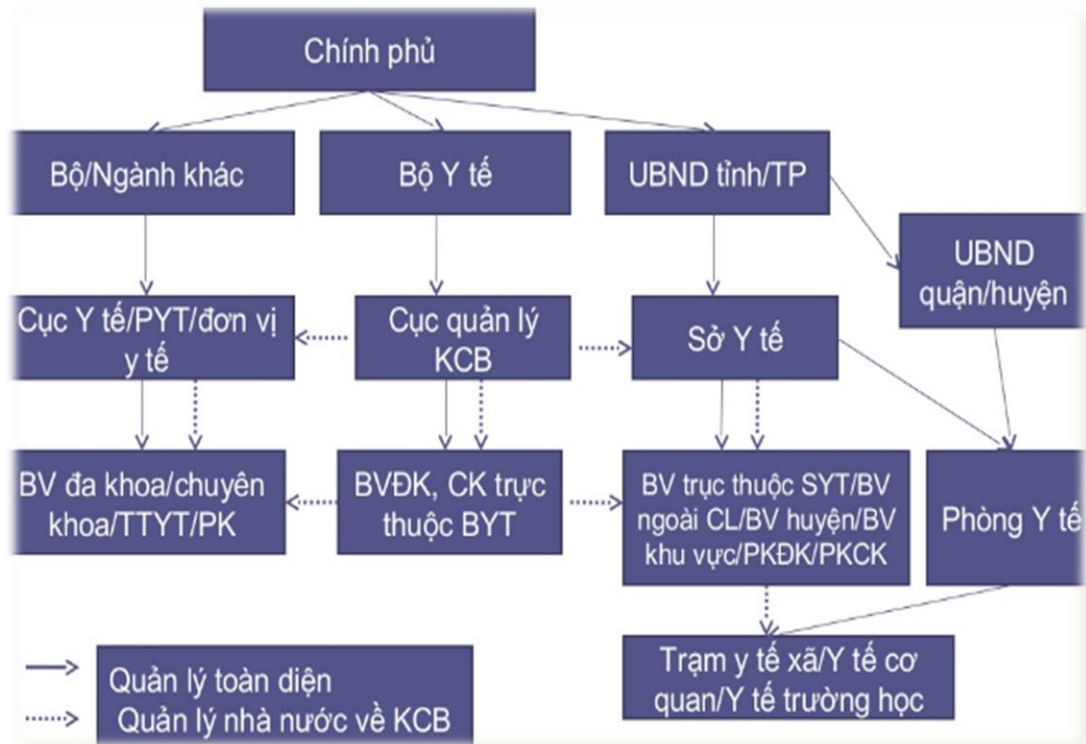 Chính phủ
Bộ/Ngành khác
Bộ Y tế
UBND tỉnh/TP
UBND
quận/huyện
Cục Y tế/PYT/đơn vị
y tế
Cục quản lý
KCB
Sở Y tế
BV đa khoa/chuyên
khoa/TTYT/PK
BVĐK, CK trực
thuộc BYT
BV trục thuộc SYT/BV
ngoài CL/BV huyện/BV
khu vực/PKĐK/PKCK
Phòng Y tế
Trạm y tế xã/Y tế cơ
quan/Y tế trường học
Quản lý toàn diện
Quản lý nhà nước về KCB